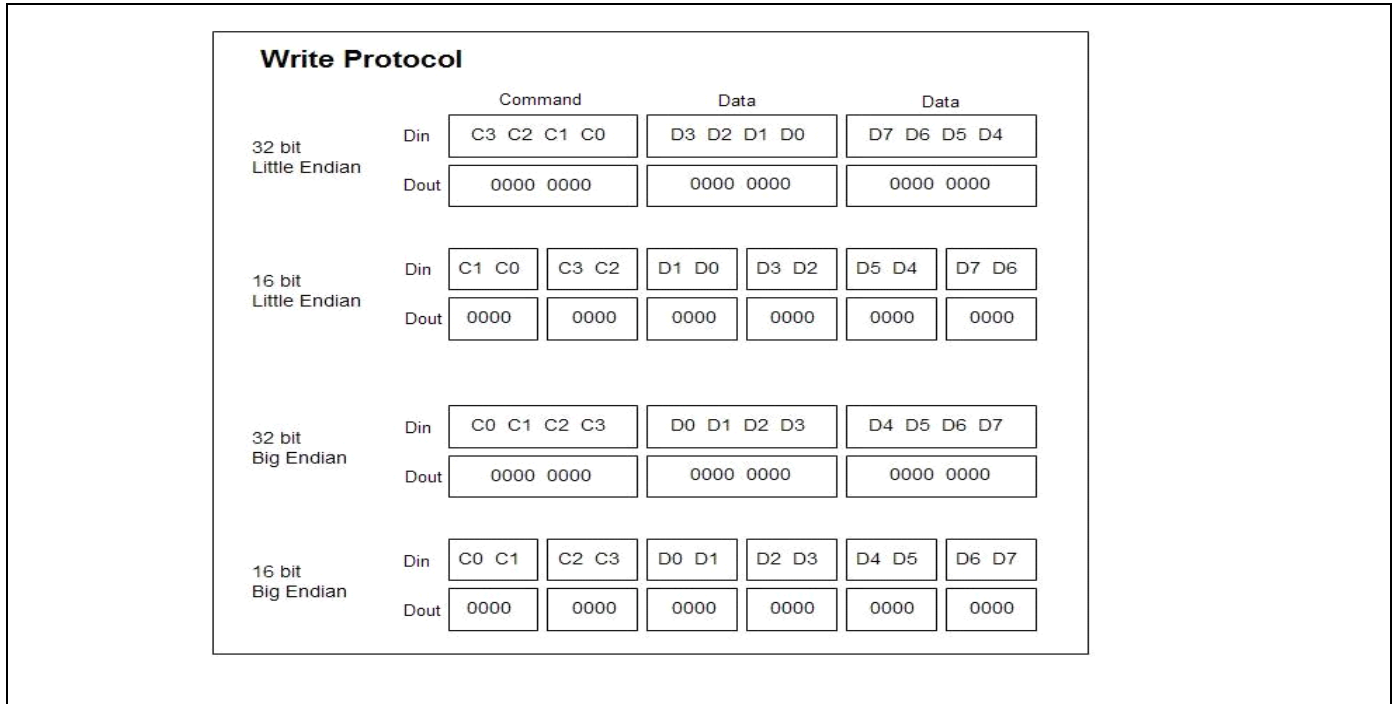 Write Protocol
Command Data Data
32 bit
Little Endian
Din C3 C2 C1 C0 D3 D2 D1 D0 D7 D6 D5 D4
Dout 0000 0000 0000 0000 0000 0000
16 bit
Little Endian
Din C1 C0 C3 C2 D1 D0 D3 D2 D5 D4 D7 D6
Dout 0000 0000 0000 0000 0000 0000
32 bit
Big Endian
Din C0 C1 C2 C3 D0 D1 D2 D3 D4 D5 D6 D7
Dout 0000 0000 0000 0000 0000 0000
16 bit
Big Endian
Din C0 C1 C2 C3 D0 D1 D2 D3 D4 D5 D6 D7
Dout 0000 0000 0000 0000 0000 0000